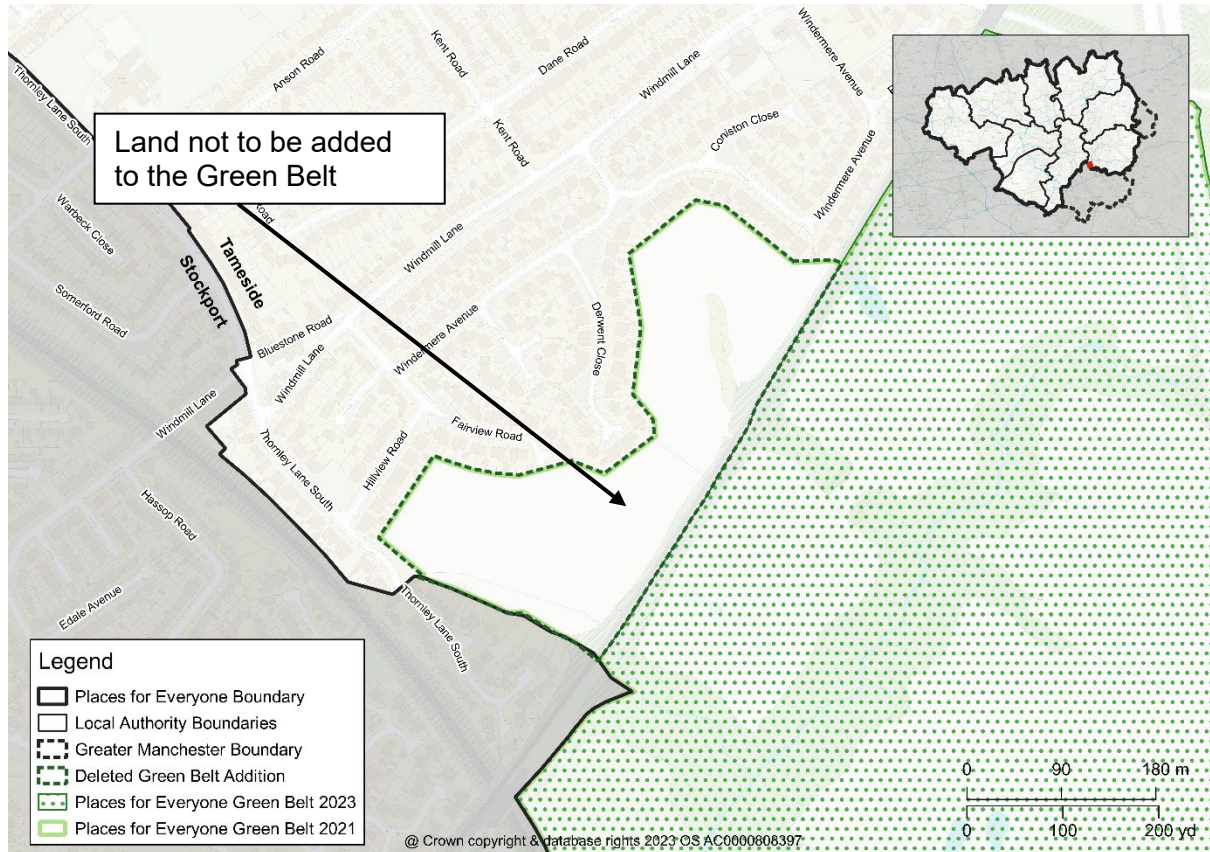 Thornley Lane South
Anson Road
Kent Road
Dane Road
Windmill Lane
Windermere Avenue
Land not to be added
to the Green Belt
Kent Road
Coniston Close
Windermere Avenue
Road
Warbeck Close
Tameside
Stockport
Windmill Lane
Somerford Road
Bluestone Road
Windermere Avenue
Derwent Close
Windmill Lane
Windmill Lane
Fairview Road
Thornley Lane South
Hillview Road
Hassop Road
Edale Avenue
Thornley Lane South
Legend
Places for Everyone Boundary
Local Authority Boundaries
Greater Manchester Boundary
Deleted Green Belt Addition
Places for Everyone Green Belt 2023
Places for Everyone Green Belt 2021
0 90 180 m
0 100 200 yd
@ Crown copyright & database rights 2023 OS AC0000808397